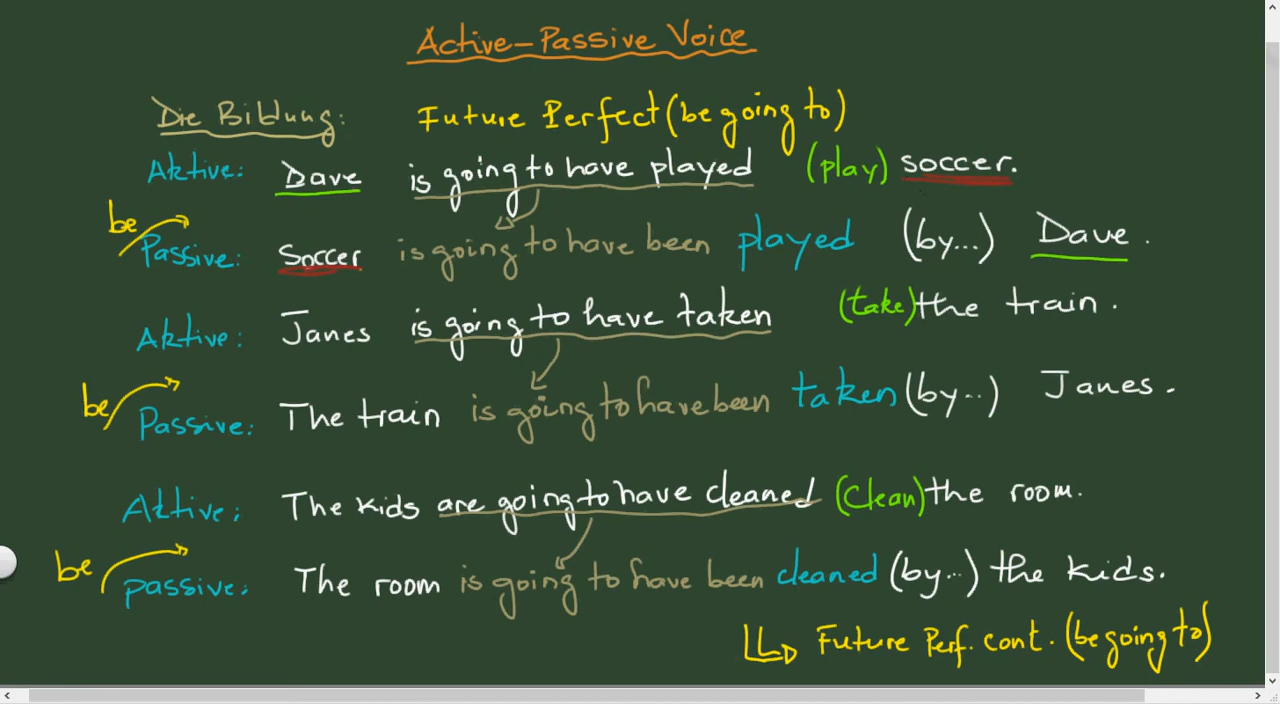 Active-Passive Voice
Die Bildung: Future Perfect (be going to)
Aktive: Dave is going to have played (play) soccer.
be
Passive: Soccer is going to have been played (by...) Dave.
Aktive: Janes is going to have taken (take) the train.
be
Passive: The train is going to have been taken (by...) Janes.
Aktive: The kids are going to have cleaned (clean) the room.
be
passive: The room is going to have been cleaned (by...) the kids.
Future Perf. cont. (be going to)